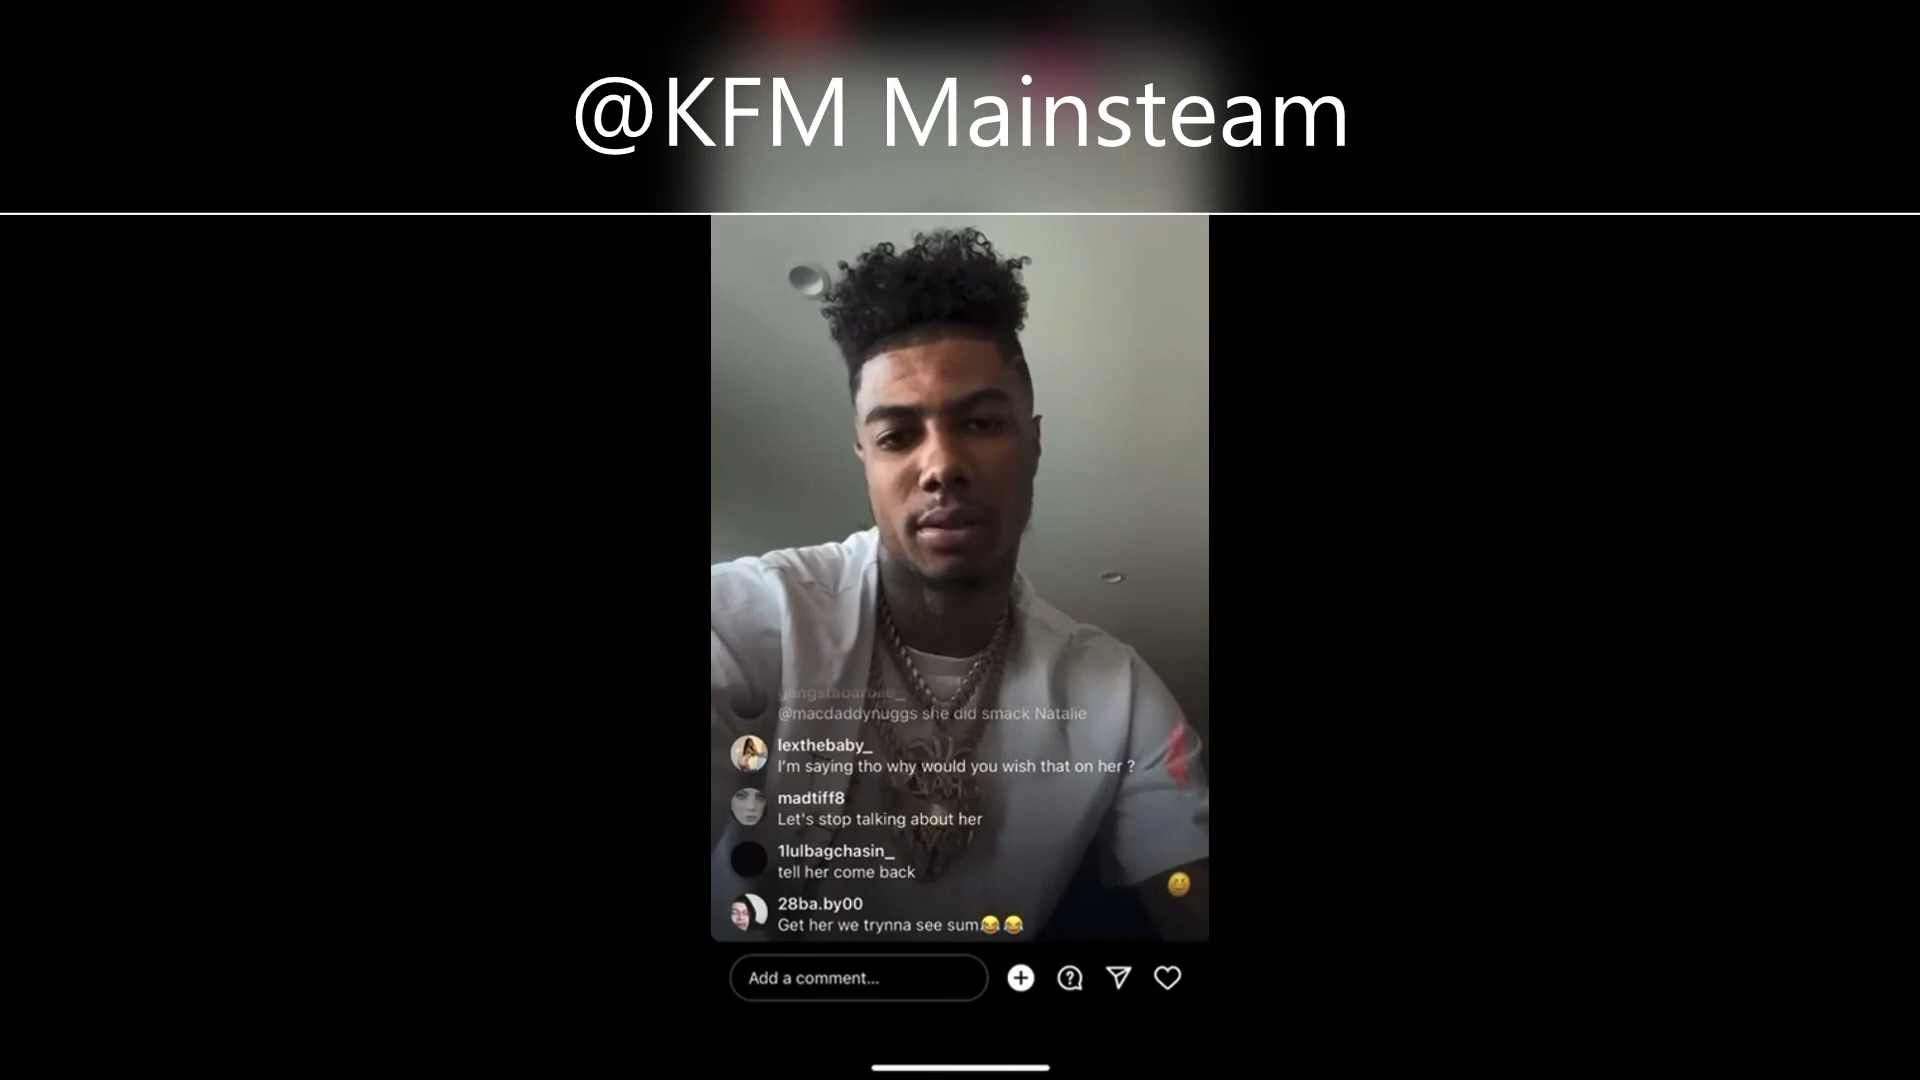 @KFM Mainsteam
@macdaddynuggs she did smack Natalie
lexthebaby_
I'm saying tho why would you wish that on her ?
madtiff8
Let's stop talking about her
1lulbagchasin_
tell her come back
28ba.by00
Get her we trynna see sum😂😂
Add a comment...